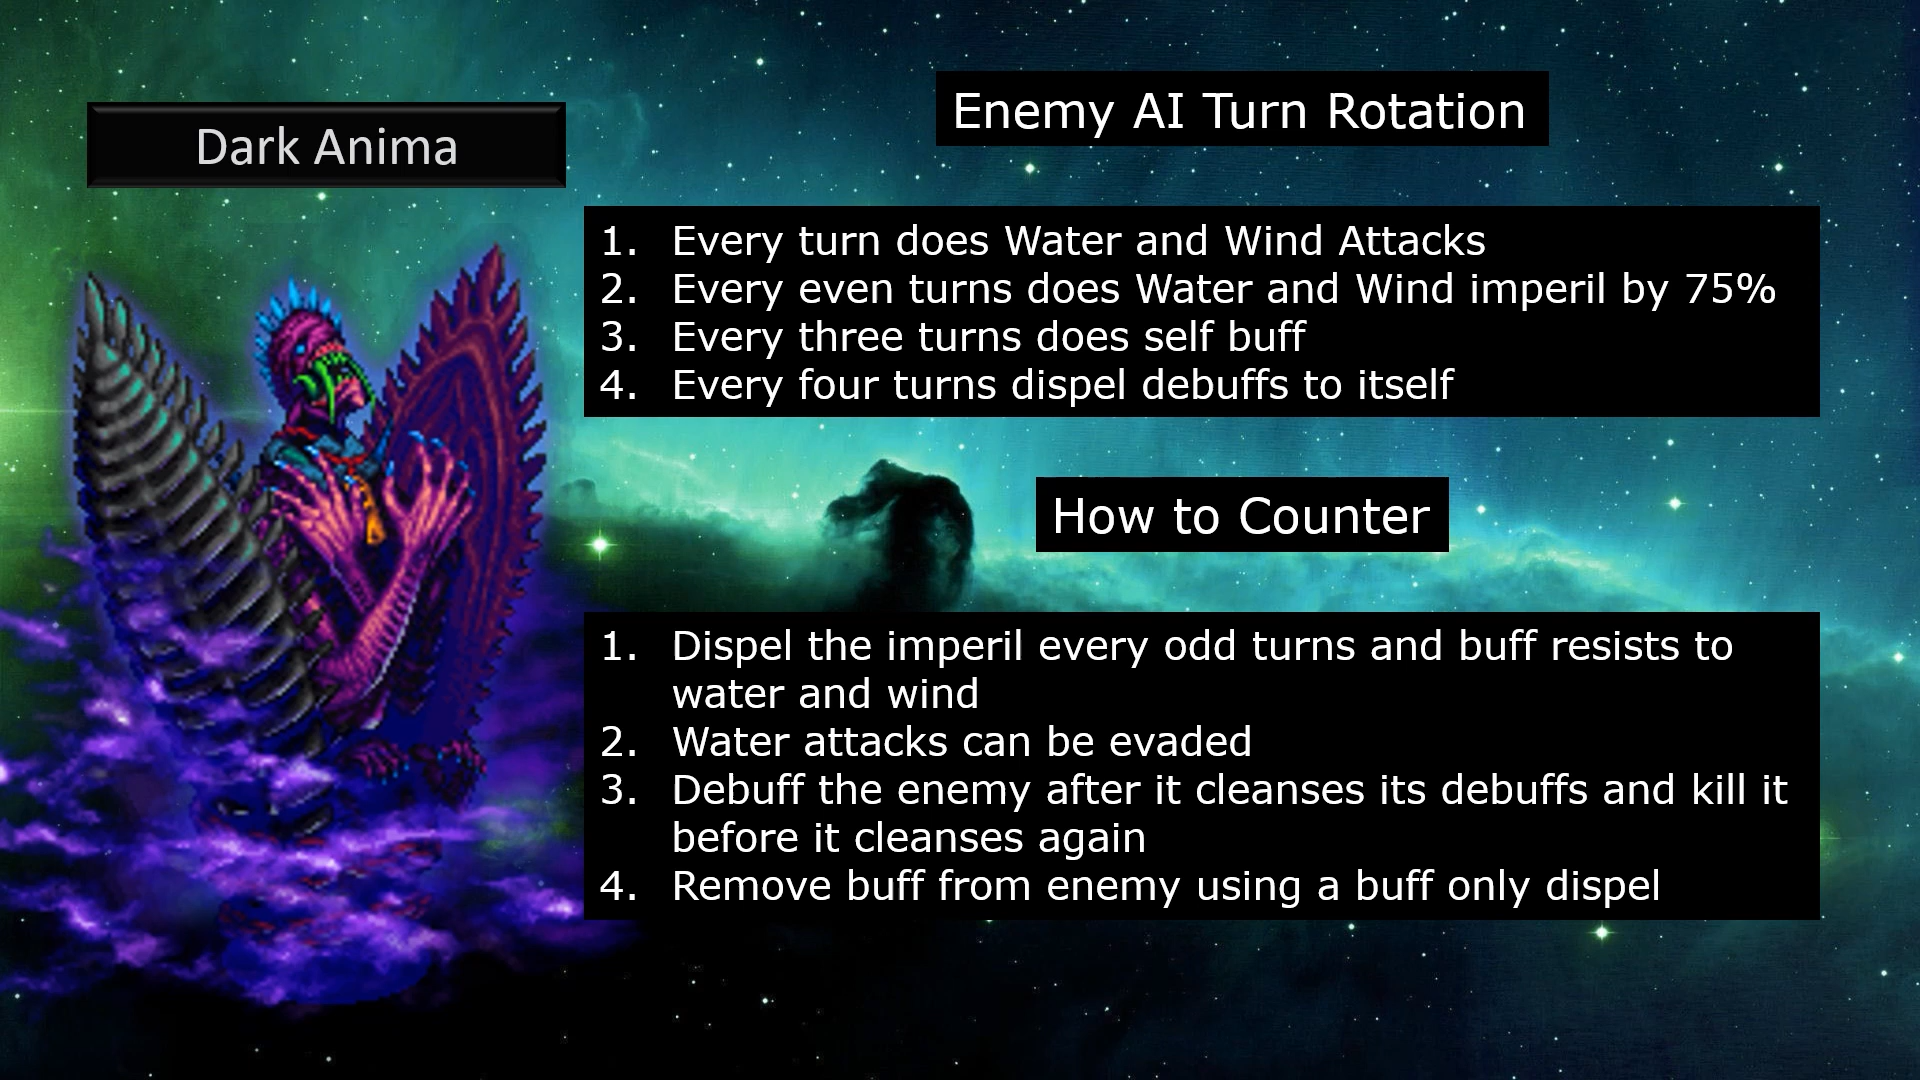 Dark Anima
Enemy AI Turn Rotation
1. Every turn does Water and Wind Attacks
2. Every even turns does Water and Wind imperil by 75%
3. Every three turns does self buff
4. Every four turns dispel debuffs to itself
How to Counter
1. Dispel the imperil every odd turns and buff resists to
water and wind
2. Water attacks can be evaded
3. Debuff the enemy after it cleanses its debuffs and kill it
before it cleanses again
4. Remove buff from enemy using a buff only dispel